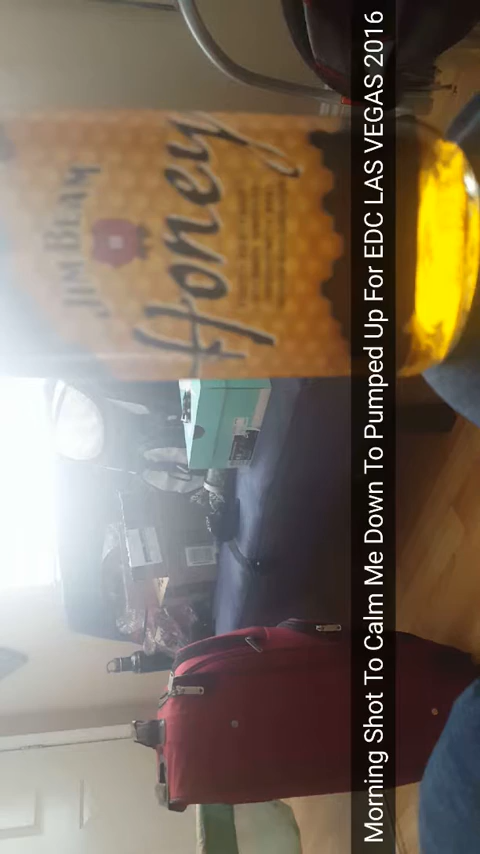 JIM BEAM
Honey
Morning Shot To Calm Me Down To Pumped Up For EDC LAS VEGAS 2016